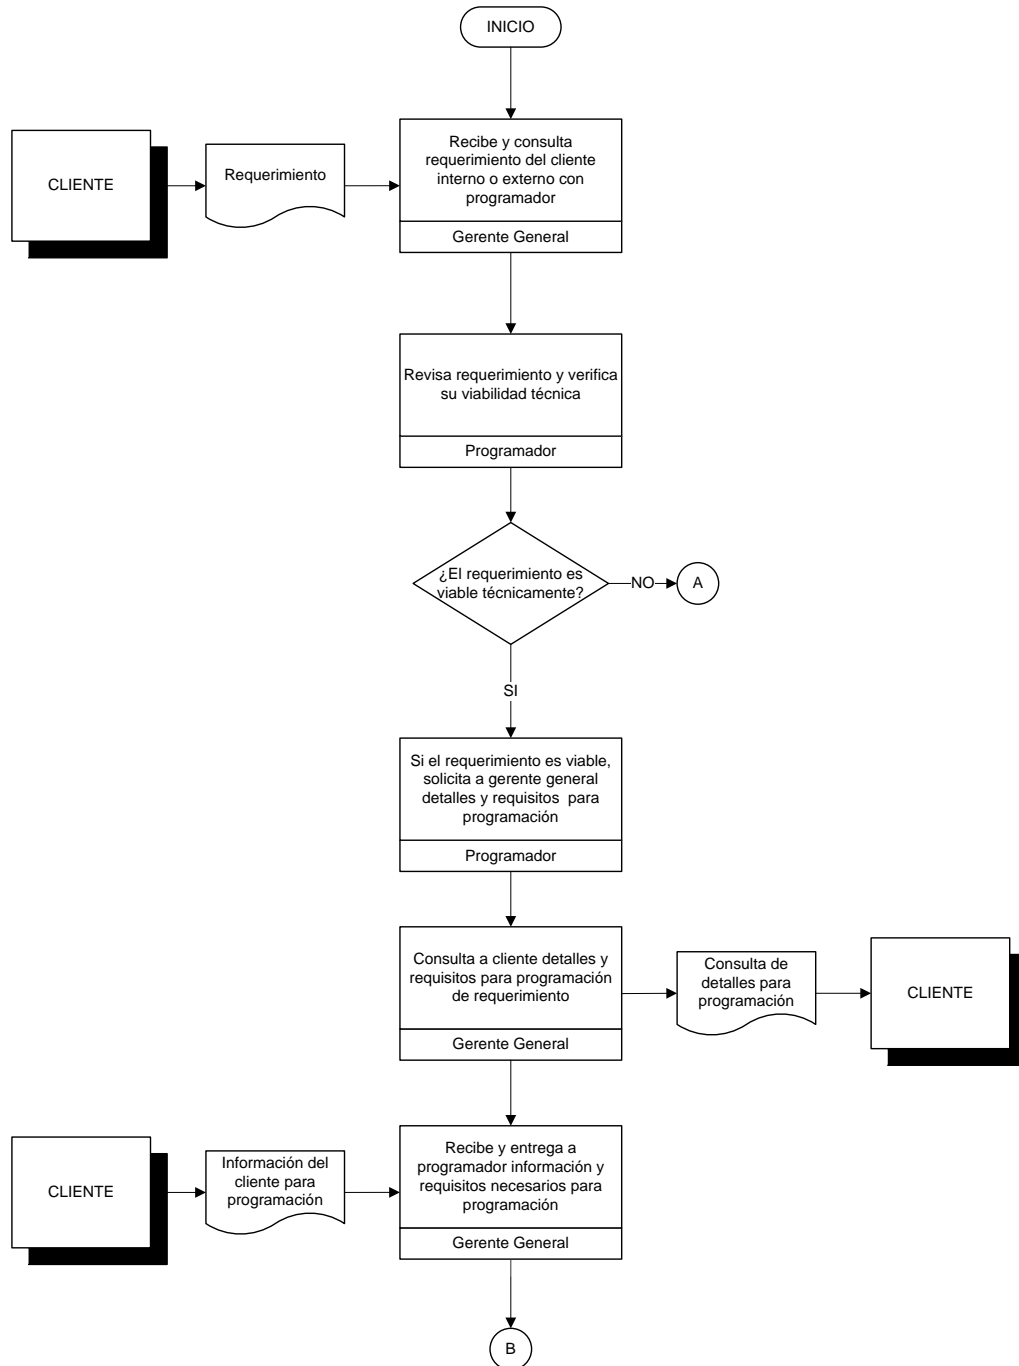 INICIO
CLIENTE
Requerimiento
Recibe y consulta
requerimiento del cliente
interno o externo con
programador
Gerente General
Revisa requerimiento y verifica
su viabilidad técnica
Programador
¿El requerimiento es
viable técnicamente?
NO
A
SI
Si el requerimiento es viable,
solicita a gerente general
detalles y requisitos para
programación
Programador
Consulta a cliente detalles y
requisitos para programación
de requerimiento
Gerente General
Consulta de
detalles para
programación
CLIENTE
CLIENTE
Información del
cliente para
programación
Recibe y entrega a
programador información y
requisitos necesarios para
programación
Gerente General
B